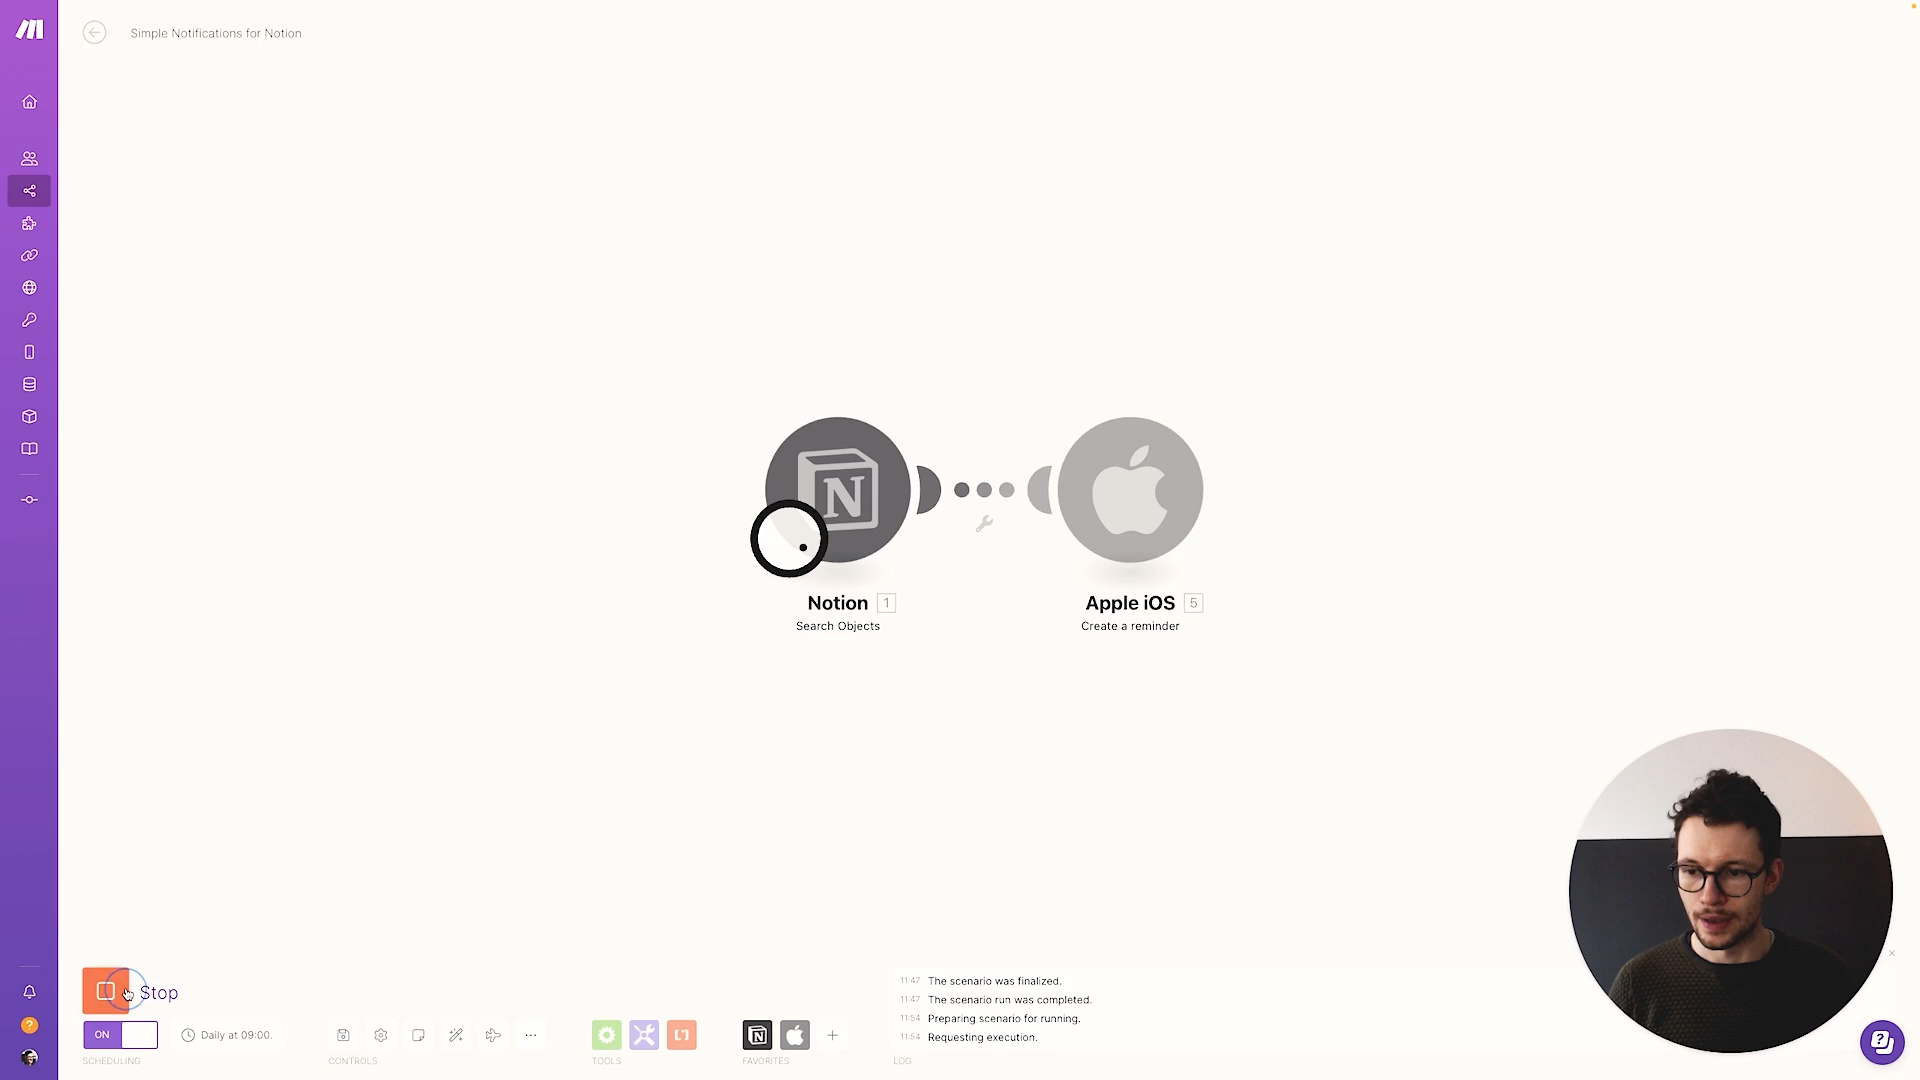 Simple Notifications for Notion
N
Notion 1
Search Objects
Apple iOS 5
Create a reminder
Stop
ON
Daily at 09:00.
SCHEDULING
CONTROLS
TOOLS
FAVORITES
11:47 The scenario was finalized.
11:47 The scenario run was completed.
11:54 Preparing scenario for running.
11:54 Requesting execution.
LOG